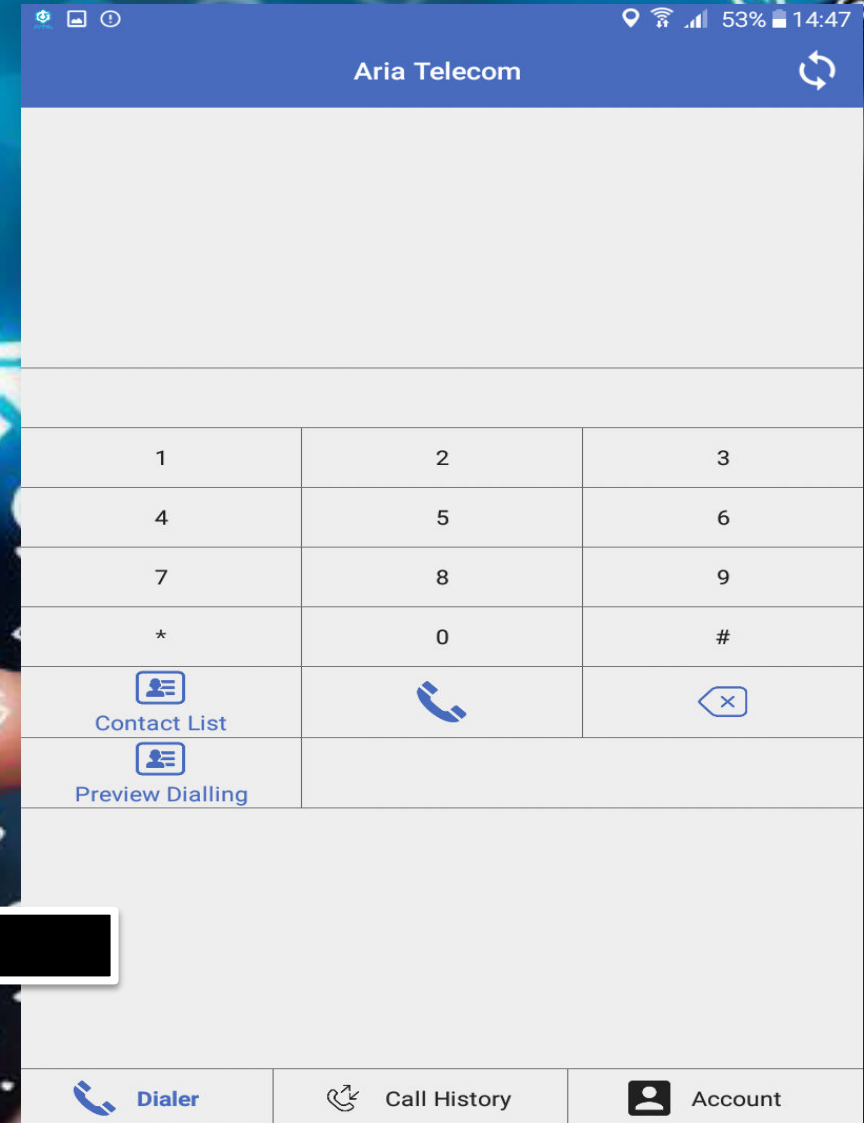 53% 14:47
Aria Telecom
1 2 3
4 5 6
7 8 9
* 0 #
Contact List
Preview Dialling
Dialer Call History Account